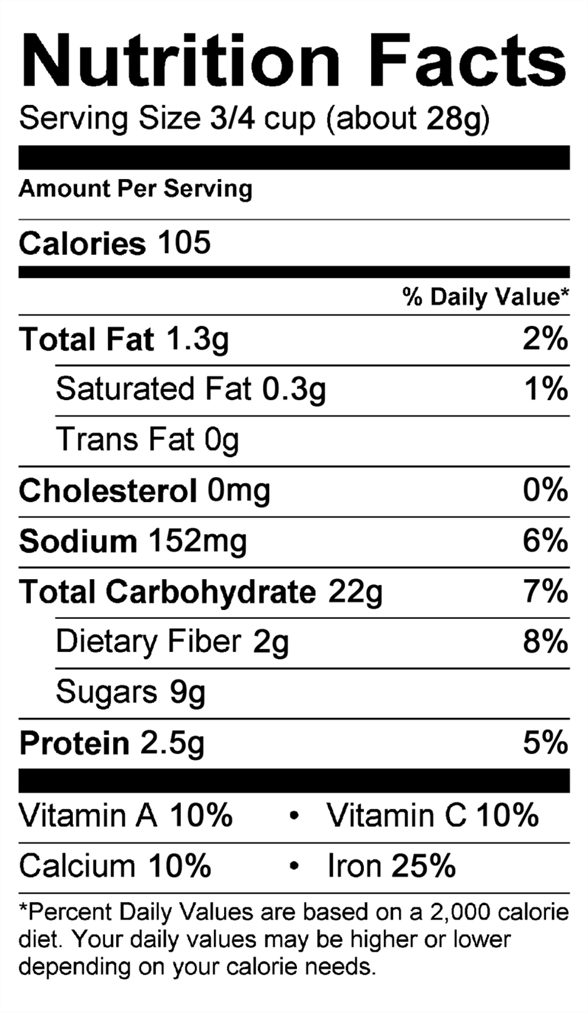 Nutrition Facts
Serving Size 3/4 cup (about 28g)
Amount Per Serving
Calories 105
% Daily Value*
Total Fat 1.3g 2%
Saturated Fat 0.3g 1%
Trans Fat 0g
Cholesterol 0mg 0%
Sodium 152mg 6%
Total Carbohydrate 22g 7%
Dietary Fiber 2g 8%
Sugars 9g
Protein 2.5g 5%
Vitamin A 10% • Vitamin C 10%
Calcium 10% • Iron 25%
*Percent Daily Values are based on a 2,000 calorie
diet. Your daily values may be higher or lower
depending on your calorie needs.